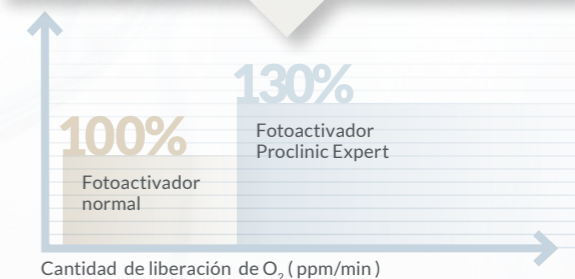 130%
100%
Fotoactivador
Proclinic Expert
Fotoactivador
normal
Cantidad de liberación de O₂ ( ppm/min )